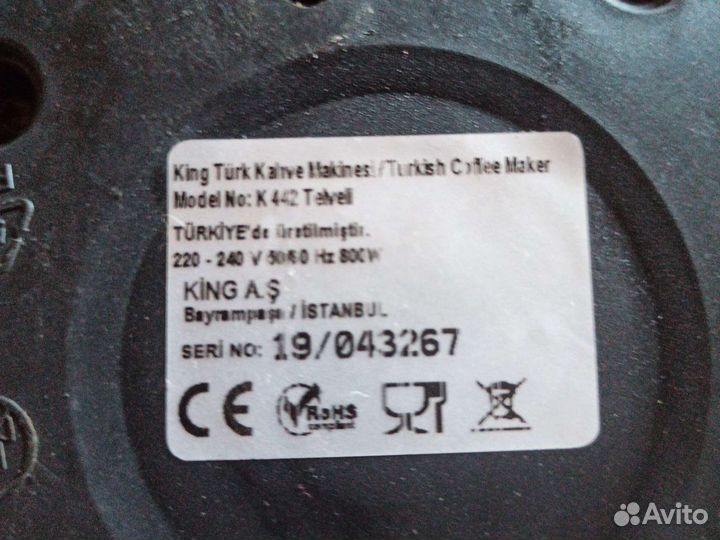 King Türk Kahve Makinesi / Turkish Coffee Maker
Model No: K 442 Telveli
TÜRKİYE'de üretilmiştir.
220 - 240 V 50/60 Hz 800W
KİNG A.Ş
Bayrampaşa / İSTANBUL
SERİ NO: 19/043267
CE
RoHS
compliant
Avito